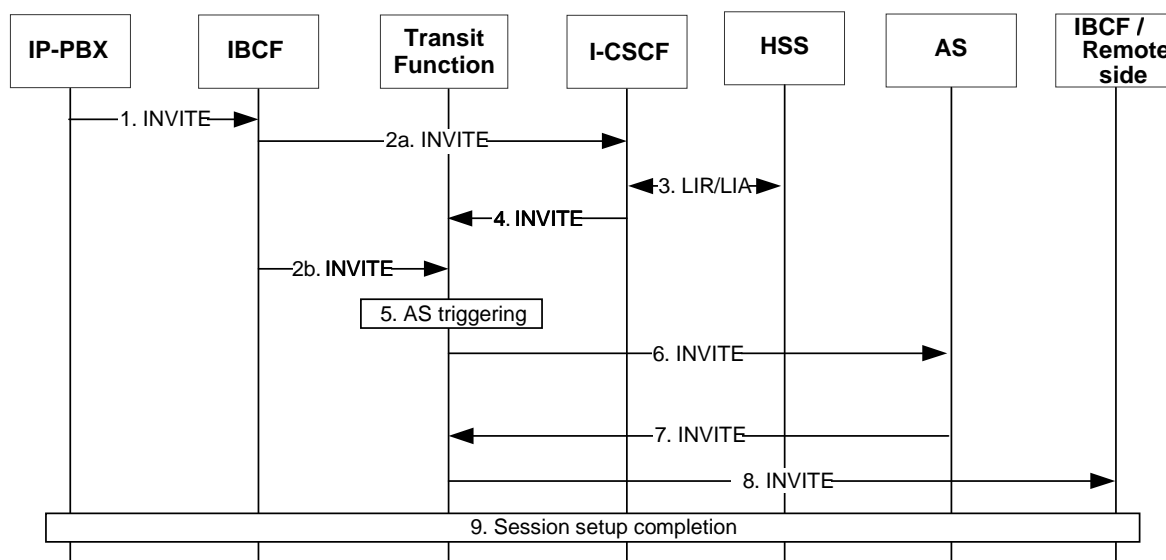 IP-PBX
IBCF
Transit
Function
I-CSCF
HSS
AS
IBCF /
Remote
side
1. INVITE
2a. INVITE
3. LIR/LIA
4. INVITE
2b. INVITE
5. AS triggering
6. INVITE
7. INVITE
8. INVITE
9. Session setup completion